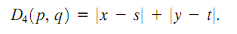 D₄(p, q) = |x − s| + |y − t|.